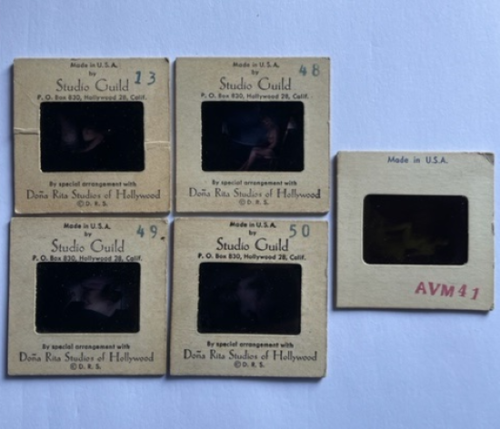 Made in U.S.A.
13
by
Studio Guild
P. O. Box 830, Hollywood 28, Calif.
By special arrangement with
Doña Rita Studios of Hollywood
© D. R. S.
Made in U.S.A.
48
by
Studio Guild
P. O. Box 830, Hollywood 28, Calif.
By special arrangement with
Doña Rita Studios of Hollywood
© D. R. S.
Made in U.S.A.
49.
by
Studio Guild
P. O. Box 830, Hollywood 28, Calif.
By special arrangement with
Doña Rita Studios of Hollywood
© D. R. S.
Made in U.S.A.
50
by
Studio Guild
P. O. Box 830, Hollywood 28, Calif.
By special arrangement with
Doña Rita Studios of Hollywood
© D. R. S.
Made in U.S.A.
AVM41